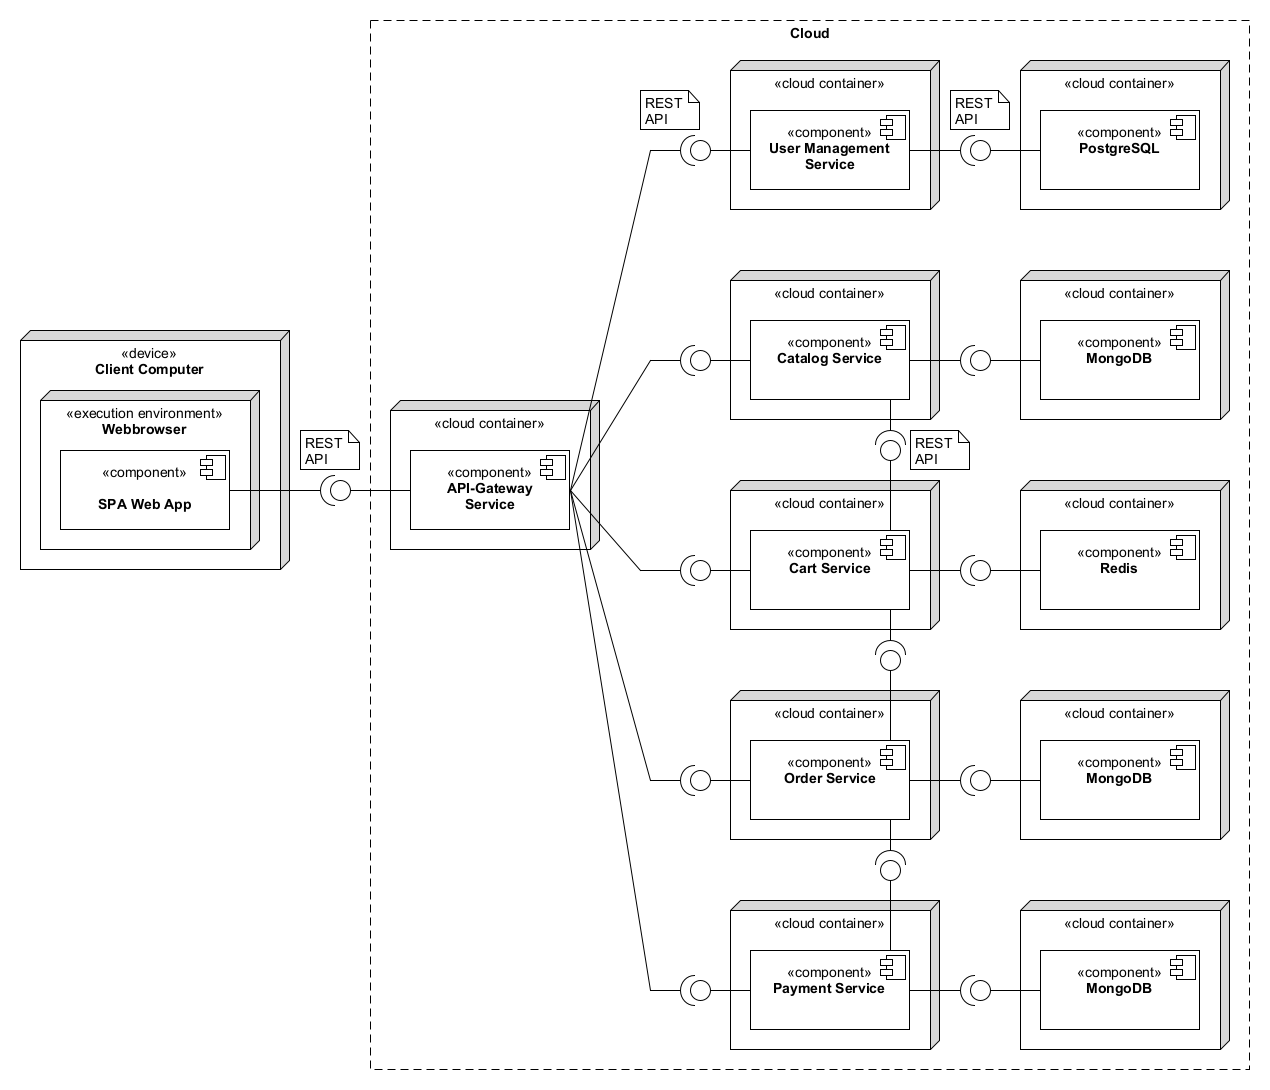 Cloud
«cloud container»
«component»
User Management
Service
REST
API
REST
API
«cloud container»
«component»
PostgreSQL
«cloud container»
«component»
Catalog Service
«cloud container»
«component»
MongoDB
«device»
Client Computer
«execution environment»
Webbrowser
«component»
SPA Web App
REST
API
«cloud container»
«component»
API-Gateway
Service
REST
API
«cloud container»
«component»
Cart Service
«cloud container»
«component»
Redis
«cloud container»
«component»
Order Service
«cloud container»
«component»
MongoDB
«cloud container»
«component»
Payment Service
«cloud container»
«component»
MongoDB